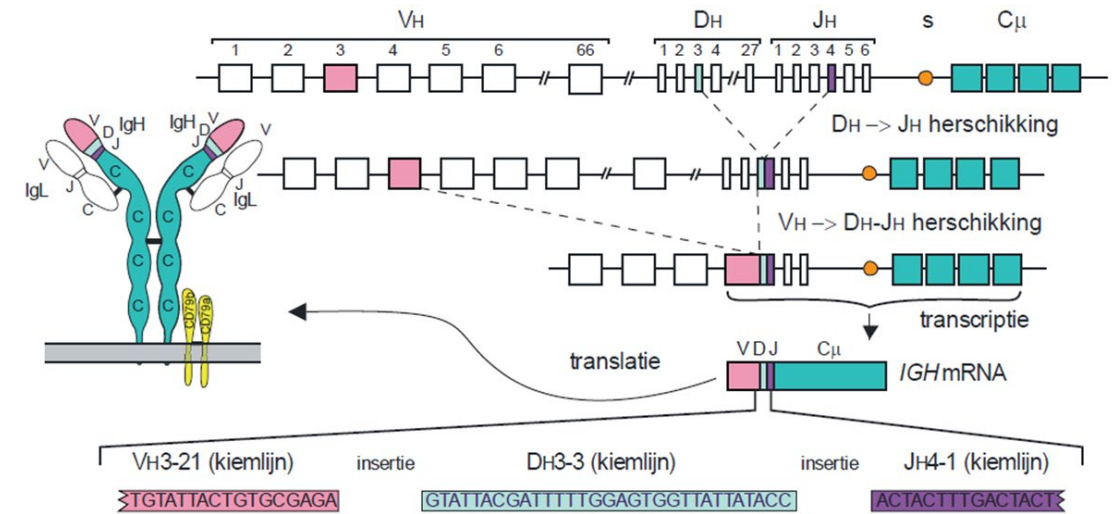 VH DH JH s Cμ
1 2 3 4 5 6 66 1 2 3 4 27 1 2 3 4 5 6
DH –> JH herschikking
V D J IgH IgH J D V
V V
C C
J J
IgL IgL
C C
C C
C C
C C
CD79b CD79a
VH –> DH-JH herschikking
transcriptie
translatie
V D J Cμ
IGH mRNA
VH3-21 (kiemlijn) insertie DH3-3 (kiemlijn) insertie JH4-1 (kiemlijn)
TGTATTACTGTGCGAGA GTATTACGATTTTTGGAGTGGTTATTATACC ACTACTTTGACTACT